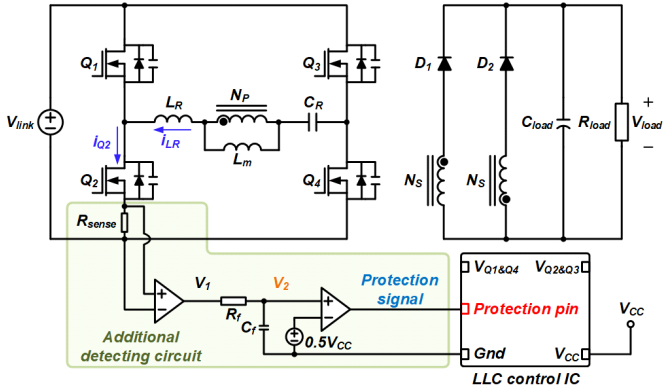 Q1
Q3
D1
D2
LR
NP
CR
Vlink
iQ2
iLR
Lm
Cload
Rload
+
Vload
−
Q2
Q4
NS
NS
Rsense
V1
V2
Protection signal
Rf
Cf
0.5VCC
Additional
detecting circuit
VQ1&Q4
VQ2&Q3
Protection pin
Gnd
VCC
VCC
LLC control IC